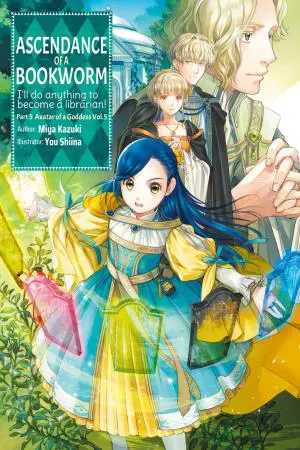 ASCENDANCE
OF A
BOOKWORM
I'll do anything to
become a librarian!
Part 5 Avatar of a Goddess Vol.5
Author: Miya Kazuki
Illustrator: You Shiina